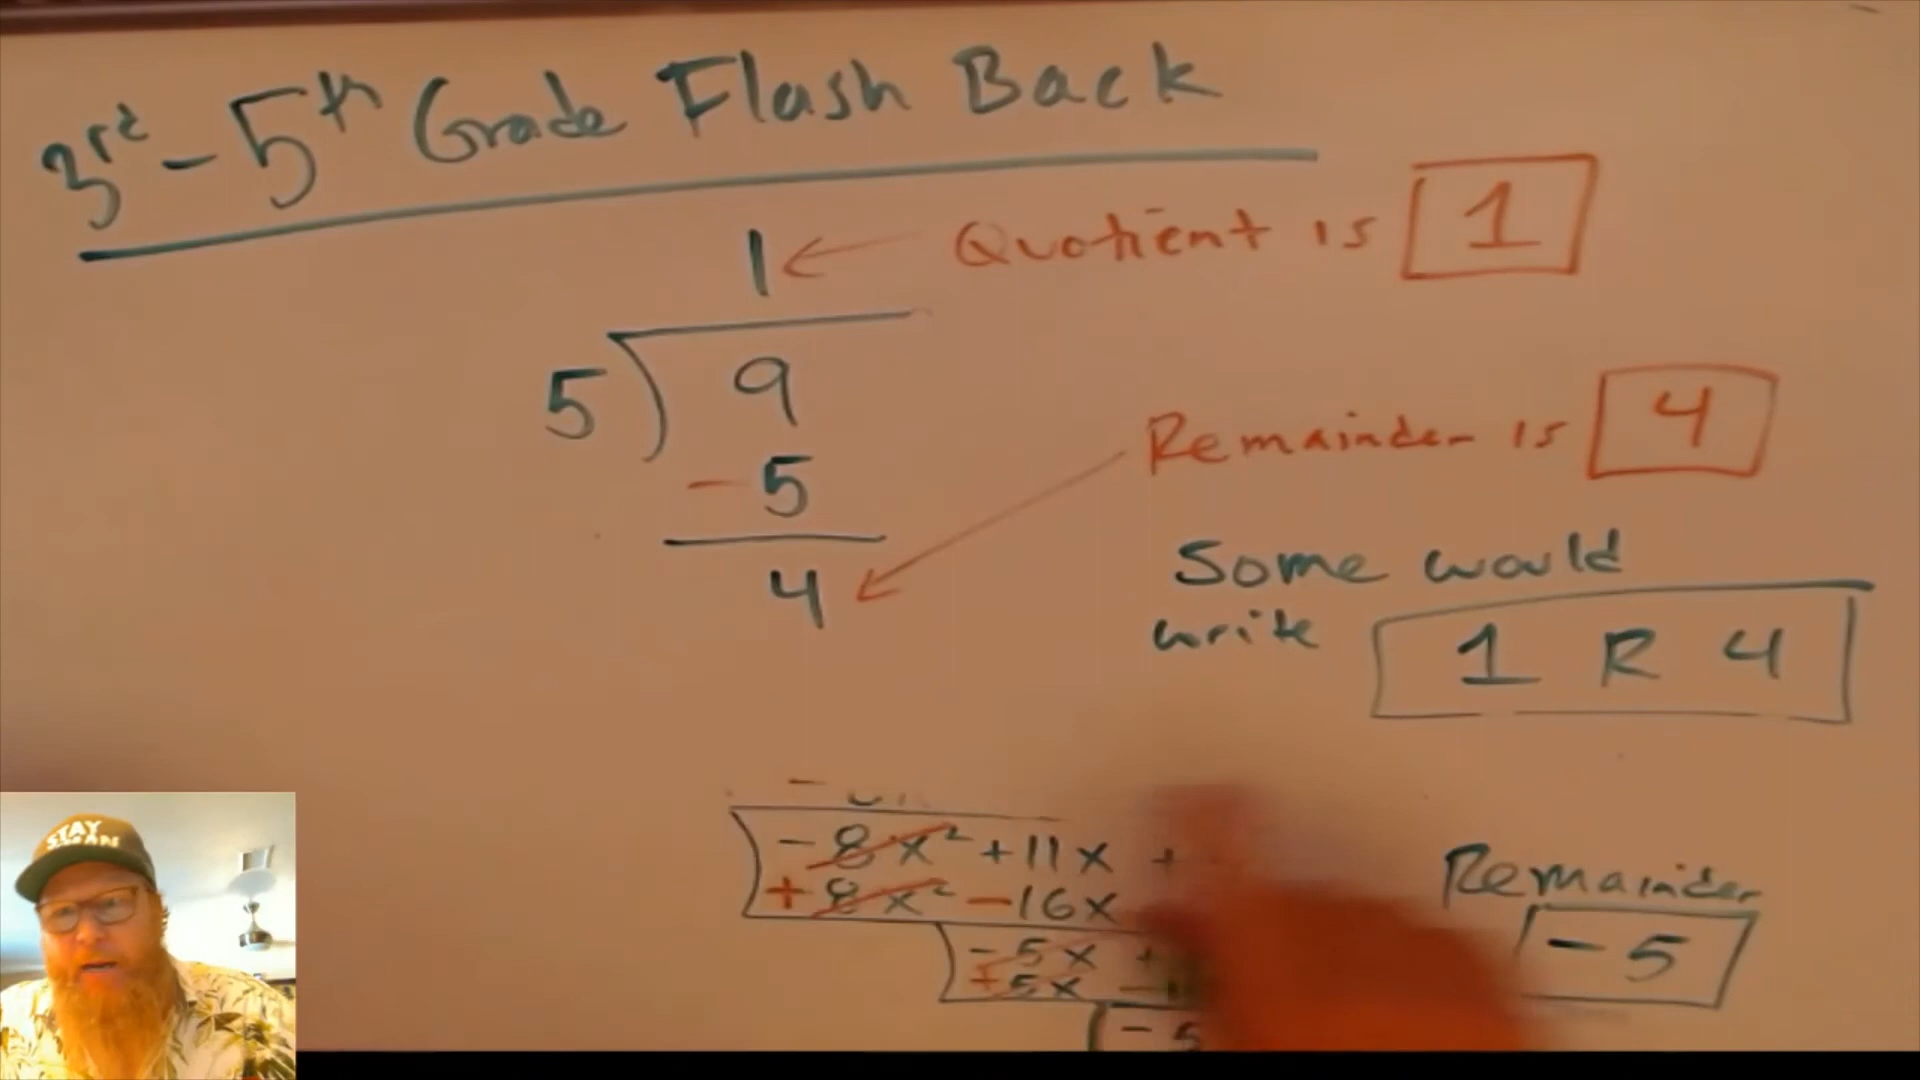 3rd - 5th Grade Flash Back
1 ← Quotient is 1
5 ) 9
- 5
4
Remainder is 4
Some would
write 1 R 4
- 8x² + 11x +
+ 8x² - 16x
- 5x +
+ 5x -
- 5
Remainder
- 5
STAY